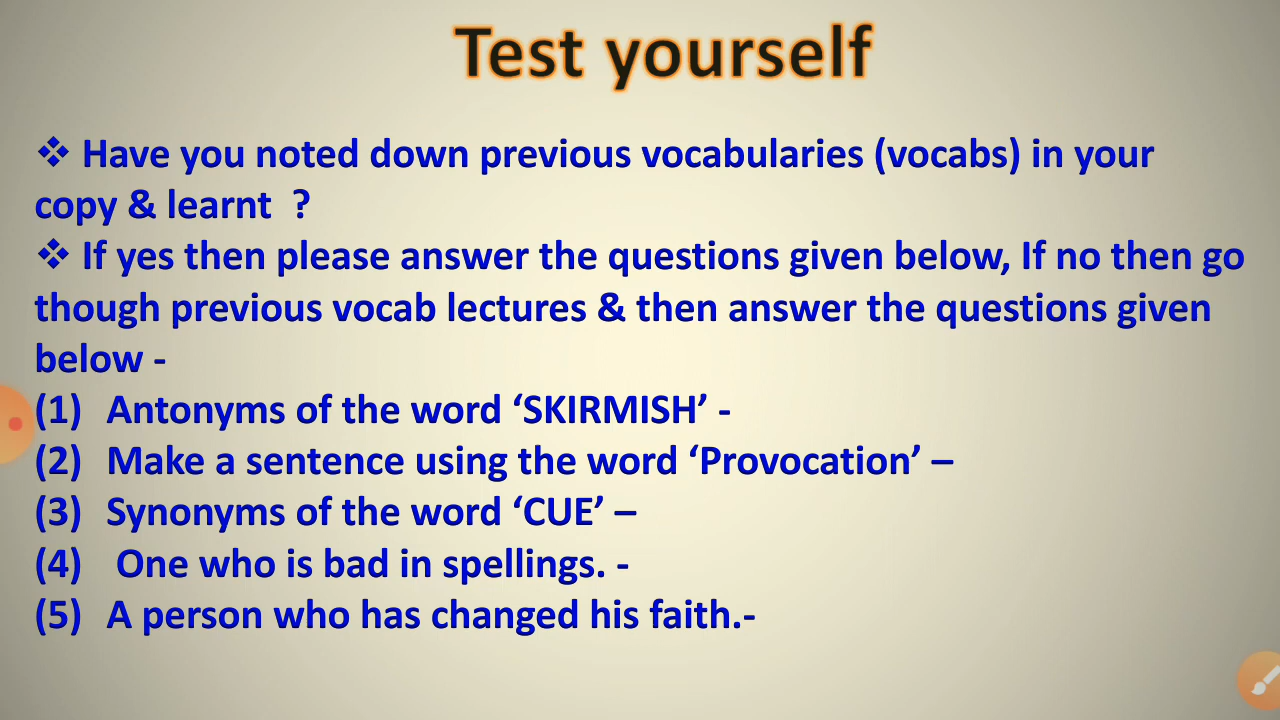 Test yourself
❖ Have you noted down previous vocabularies (vocabs) in your
copy & learnt ?
❖ If yes then please answer the questions given below, If no then go
though previous vocab lectures & then answer the questions given
below -
(1) Antonyms of the word ‘SKIRMISH’ -
(2) Make a sentence using the word ‘Provocation’ –
(3) Synonyms of the word ‘CUE’ –
(4) One who is bad in spellings. -
(5) A person who has changed his faith.-